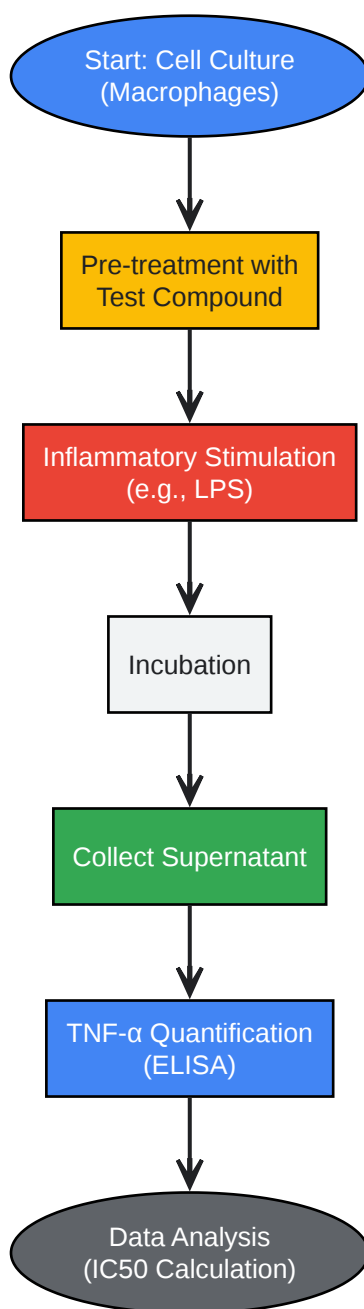 Start: Cell Culture
(Macrophages)
Pre-treatment with
Test Compound
Inflammatory Stimulation
(e.g., LPS)
Incubation
Collect Supernatant
TNF-α Quantification
(ELISA)
Data Analysis
(IC50 Calculation)